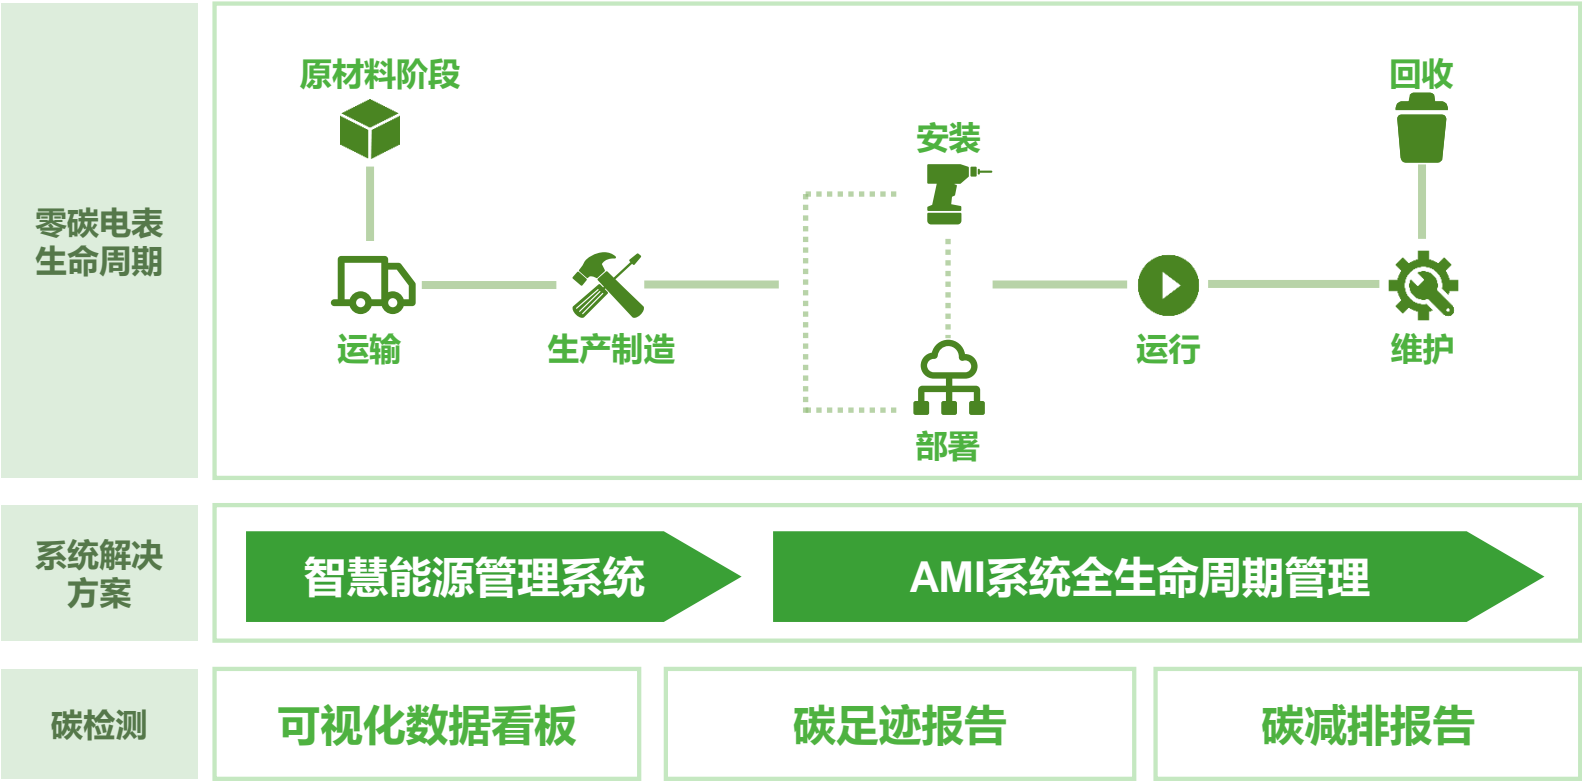 零碳电表
生命周期
原材料阶段
运输
生产制造
安装
部署
运行
回收
维护
系统解决
方案
智慧能源管理系统
AMI系统全生命周期管理
碳检测
可视化数据看板
碳足迹报告
碳减排报告